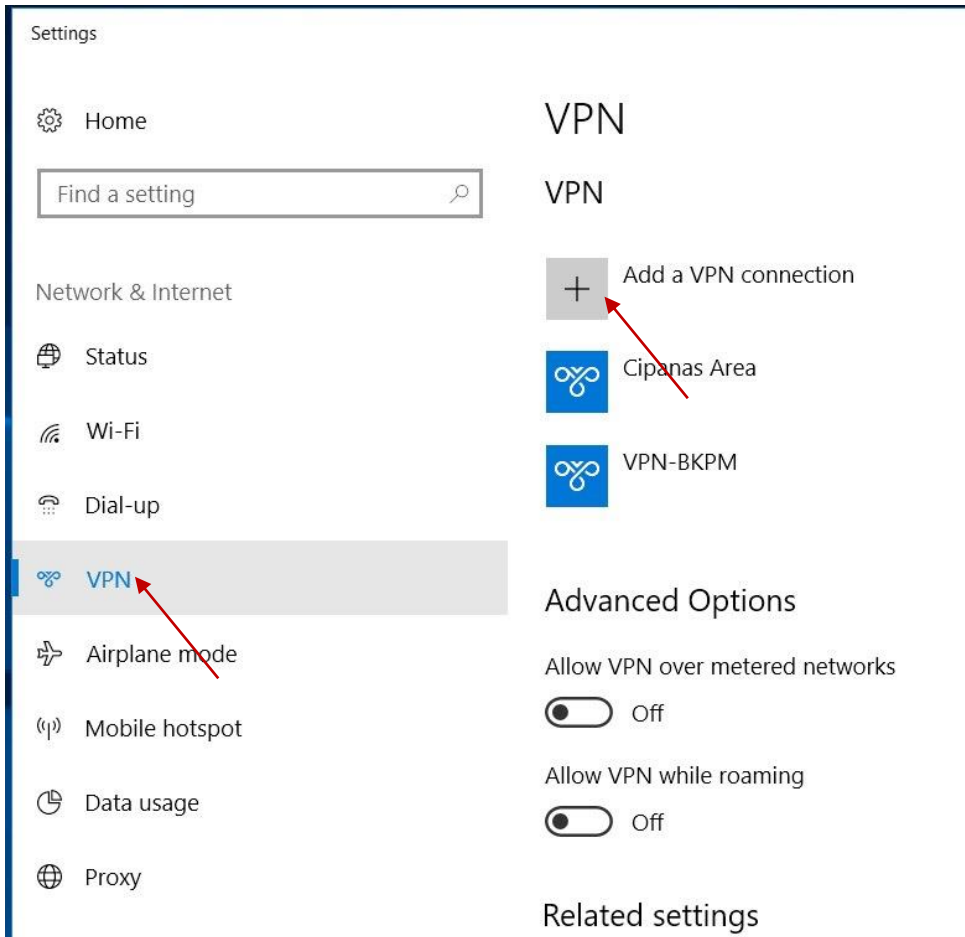 Settings
Home
Find a setting
Network & Internet
Status
Wi-Fi
Dial-up
VPN
Airplane mode
Mobile hotspot
Data usage
Proxy
VPN
VPN
Add a VPN connection
Cipanas Area
VPN-BKPM
Advanced Options
Allow VPN over metered networks
Off
Allow VPN while roaming
Off
Related settings